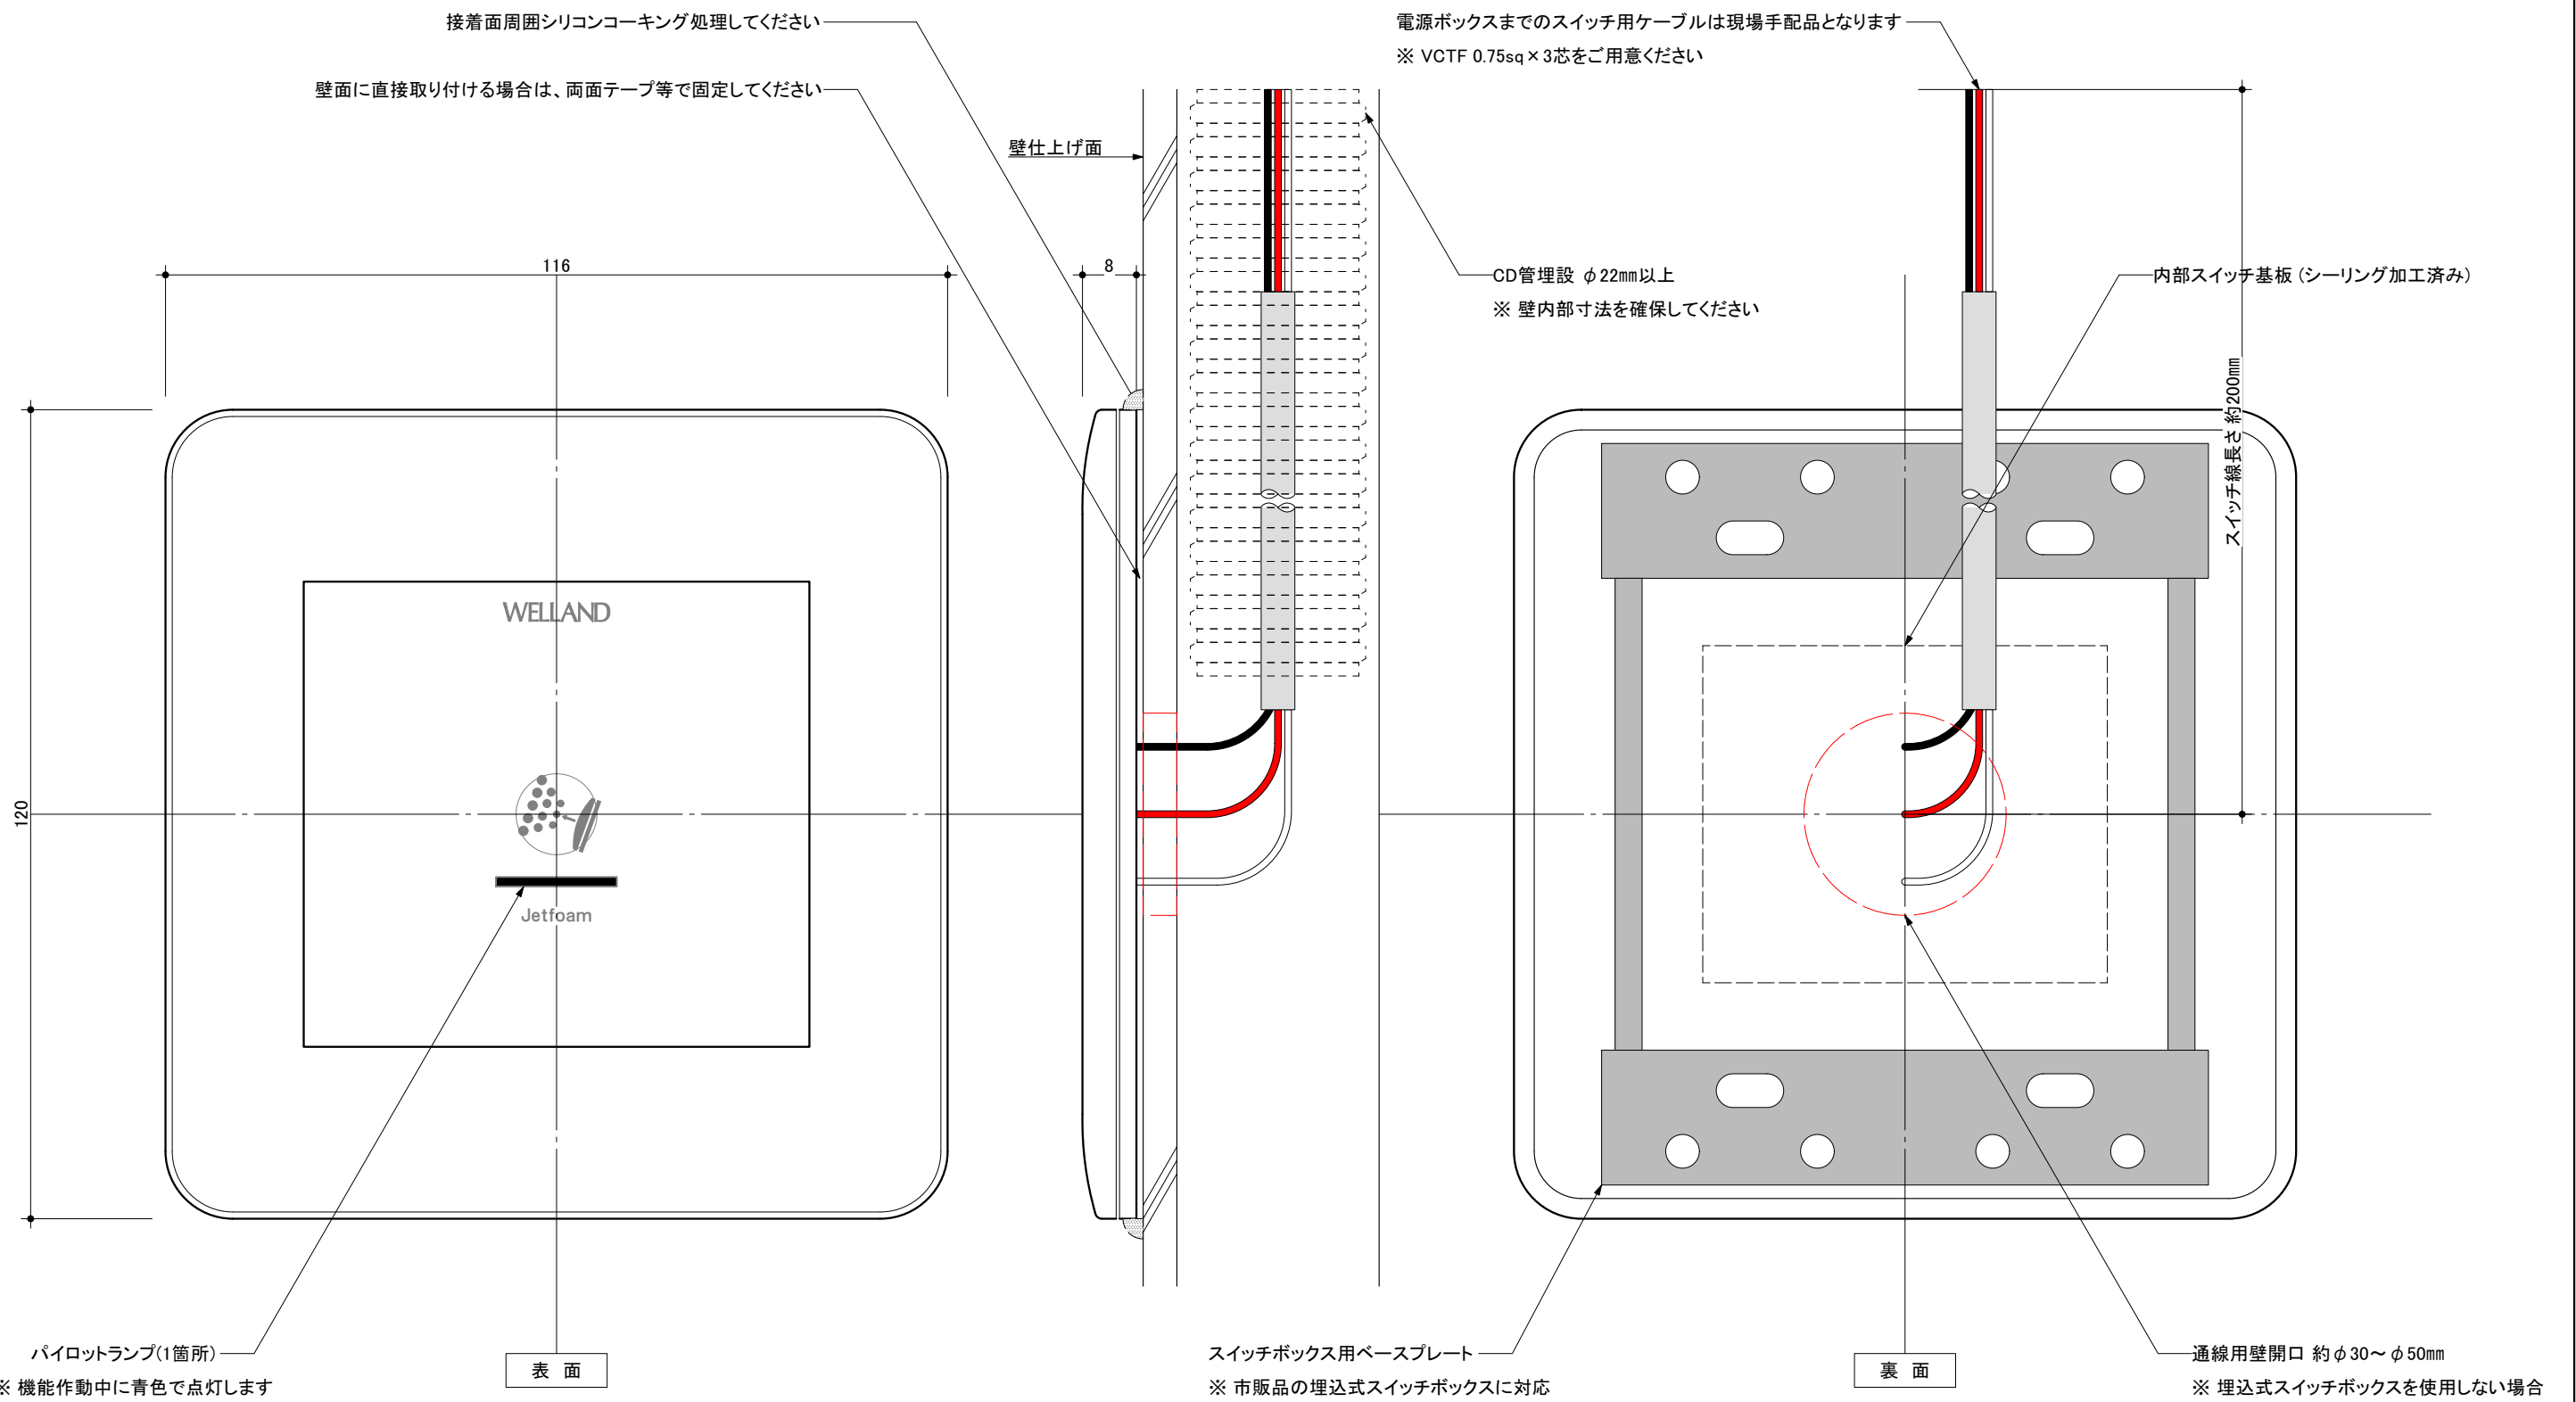 接着面周囲シリコンコーキング処理してください
電源ボックスまでのスイッチ用ケーブルは現場手配品となります
※ VCTF 0.75sq×3芯をご用意ください
壁面に直接取り付ける場合は、両面テープ等で固定してください
壁仕上げ面
116
8
CD管埋設 φ22㎜以上
※ 壁内部寸法を確保してください
内部スイッチ基板 (シーリング加工済み)
スイッチ線長さ 約200mm
WELLAND
120
Jetfoam
パイロットランプ(1箇所)
※ 機能作動中に青色で点灯します
表 面
スイッチボックス用ベースプレート
※ 市販品の埋込式スイッチボックスに対応
裏 面
通線用壁開口 約φ30～φ50㎜
※ 埋込式スイッチボックスを使用しない場合